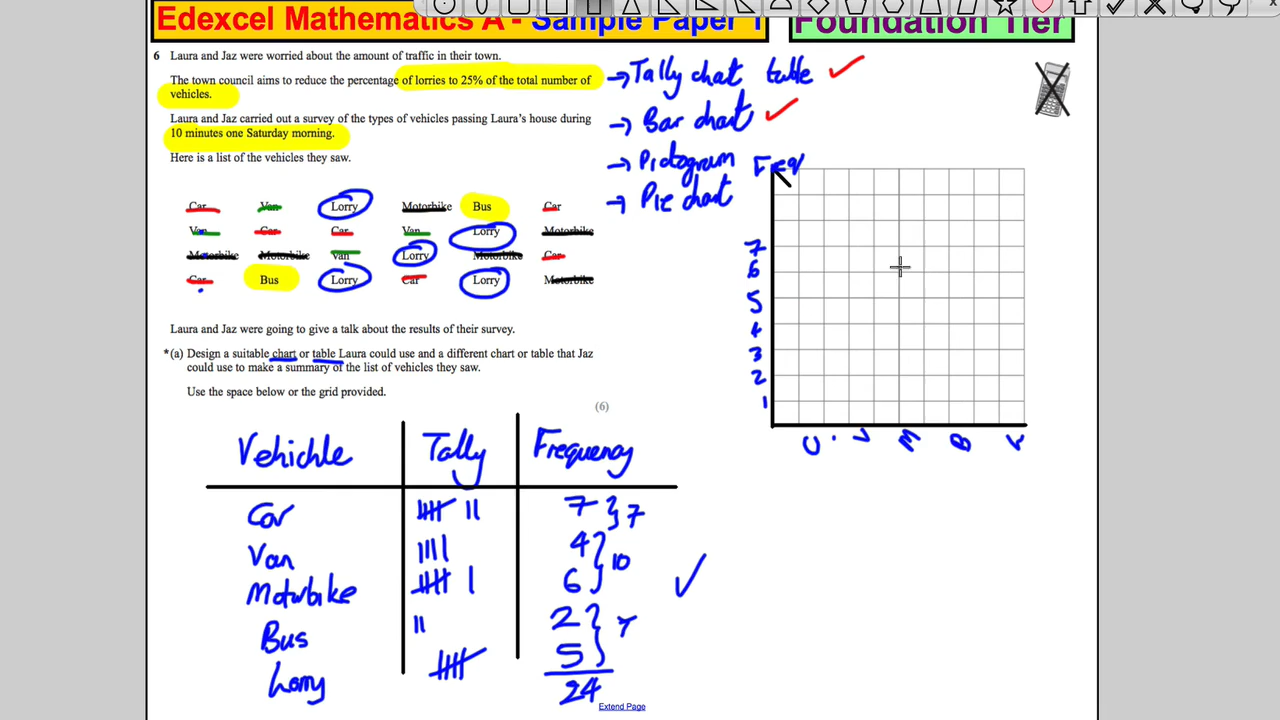 Edexcel Mathematics A - Sample Paper 1
Foundation Tier
6 Laura and Jaz were worried about the amount of traffic in their town.
The town council aims to reduce the percentage of lorries to 25% of the total number of
vehicles.
Laura and Jaz carried out a survey of the types of vehicles passing Laura's house during
10 minutes one Saturday morning.
Here is a list of the vehicles they saw.
Car Van Lorry Motorbike Bus Car
Van Car Car Van Lorry Motorbike
Motorbike Motorbike Van Lorry Motorbike Car
Car Bus Lorry Car Lorry Motorbike
Laura and Jaz were going to give a talk about the results of their survey.
*(a) Design a suitable chart or table Laura could use and a different chart or table that Jaz
could use to make a summary of the list of vehicles they saw.
Use the space below or the grid provided.
(6)
→ Tally chat table ✓
→ Bar chart ✓
→ Pictogram
→ Pie chart
Freq
7
6
5
4
3
2
1
C V M B L
Vehichle Tally Frequency
Car 7 } 7
Van 4
Motorbike 6 } 10
Bus 2
Lorry 5
24
Extend Page